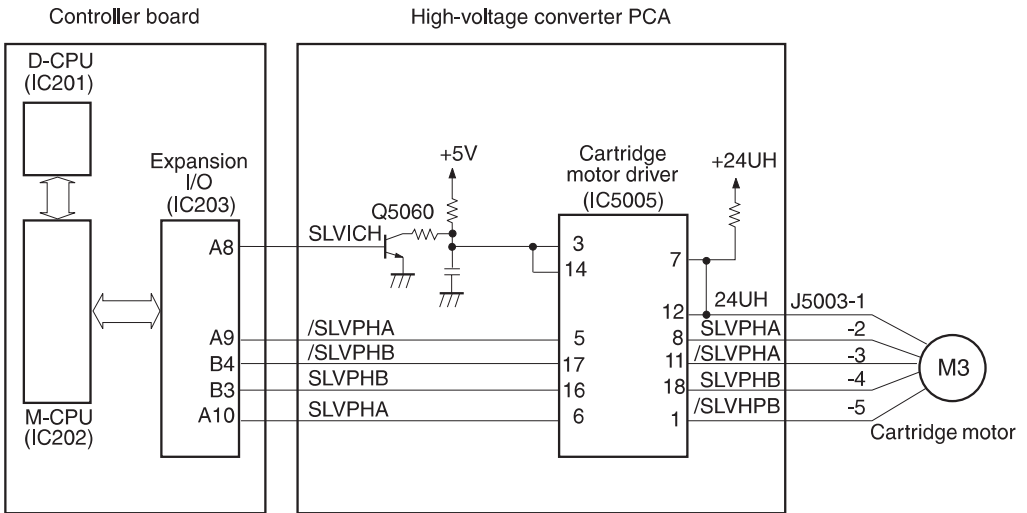 Controller board
High-voltage converter PCA
D-CPU
(IC201)
Expansion
I/O
(IC203)
+5V
Cartridge
motor driver
(IC5005)
+24UH
Q5060
A8
SLVICH
3
14
7
12
24UH
J5003-1
A9
/SLVPHA
5
8
SLVPHA
-2
B4
/SLVPHB
17
11
/SLVPHA
-3
M3
B3
SLVPHB
16
18
SLVPHB
-4
A10
SLVPHA
6
1
/SLVHPB
-5
M-CPU
(IC202)
Cartridge motor